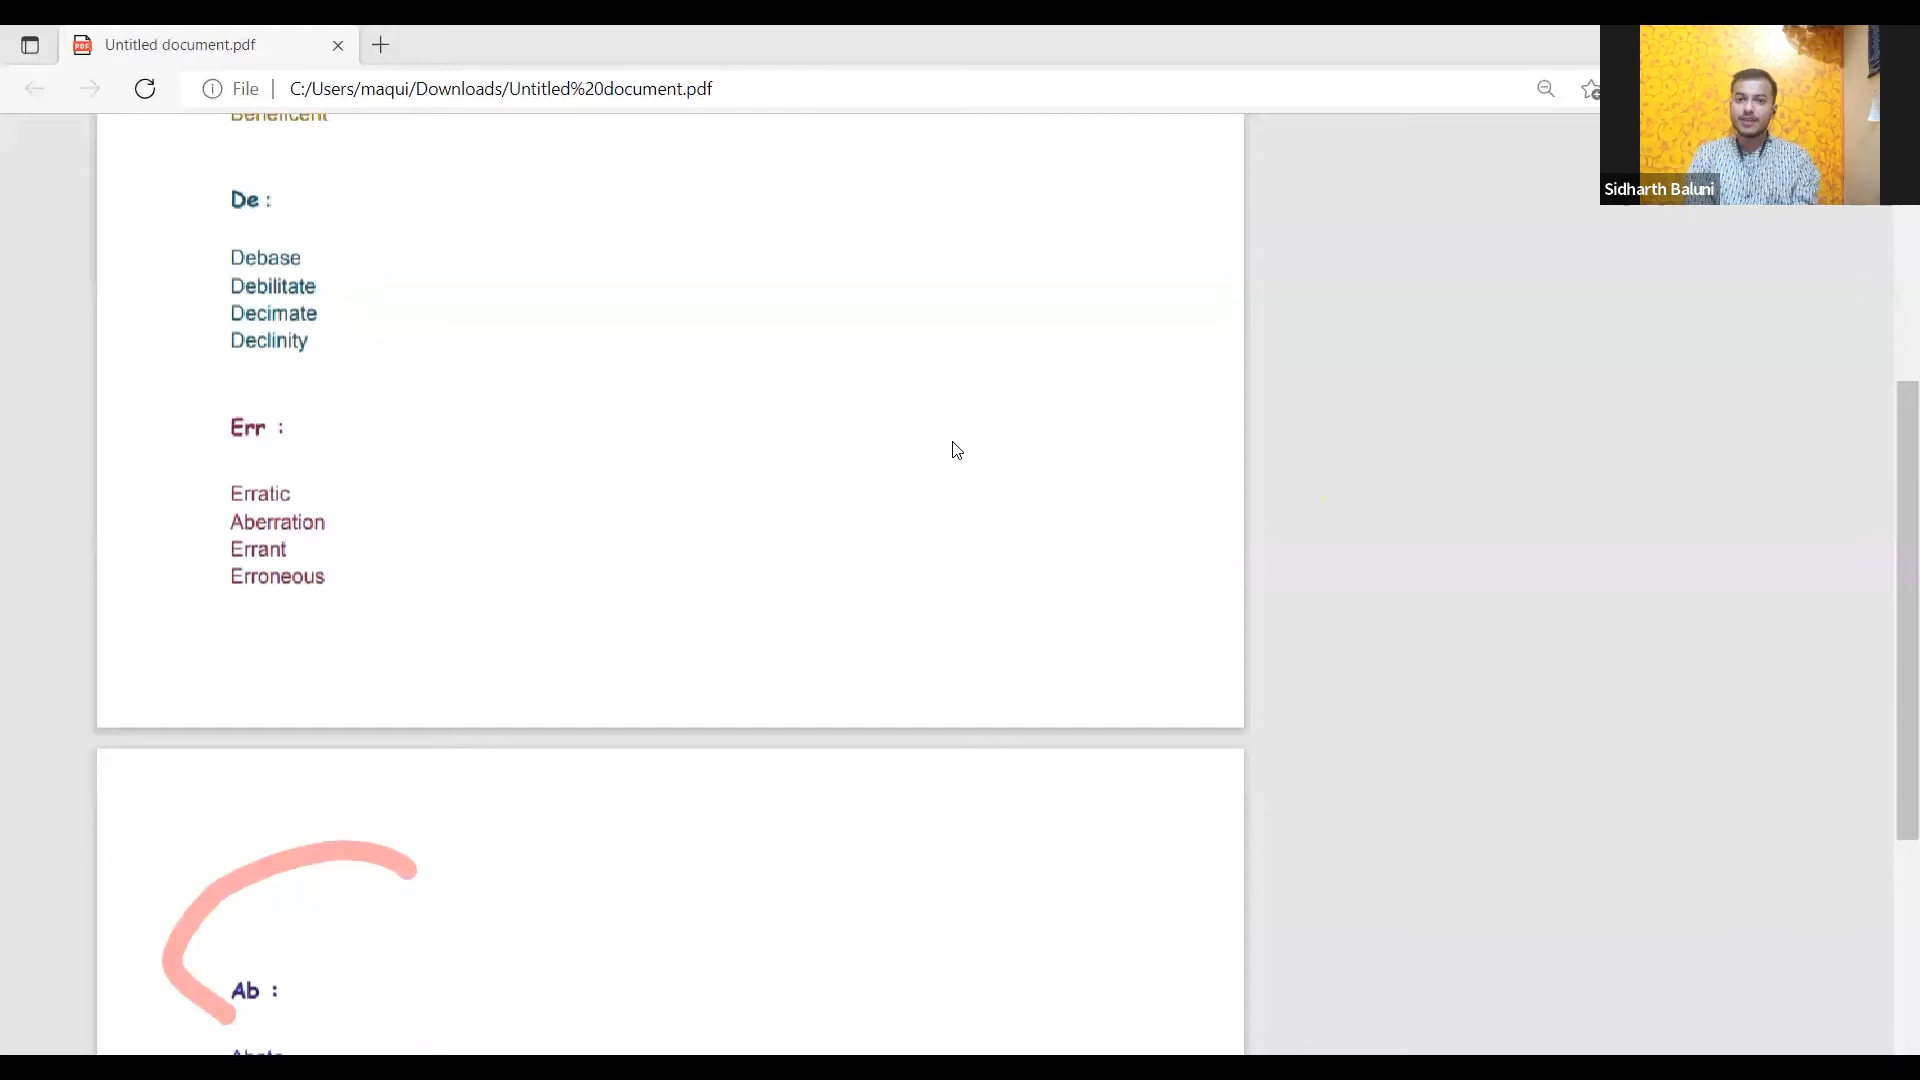 Untitled document.pdf
File
C:/Users/maqui/Downloads/Untitled%20document.pdf
Sidharth Baluni
Beneficent
De :
Debase
Debilitate
Decimate
Declinity
Err :
Erratic
Aberration
Errant
Erroneous
Ab :